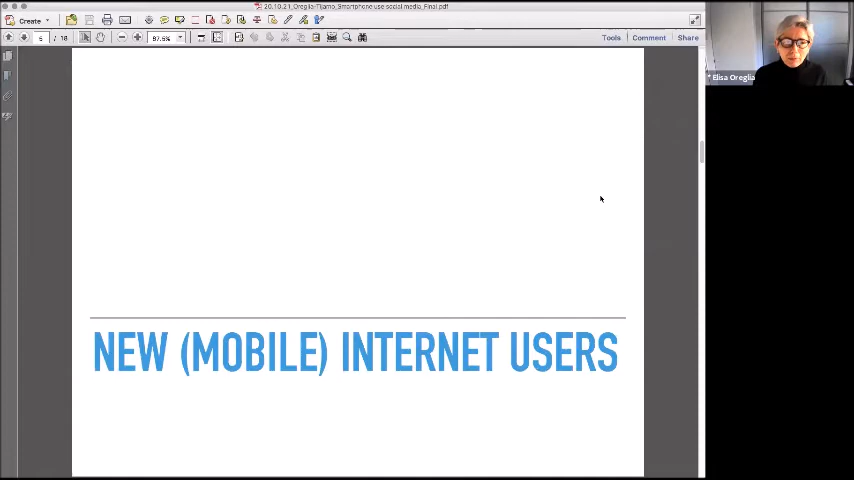 20.10.21_Oreglia-Tijamo_Smartphone use social media_Final.pdf
Create
5 / 18
87.5%
Tools
Comment
Share
* Elisa Oreglia
NEW (MOBILE) INTERNET USERS